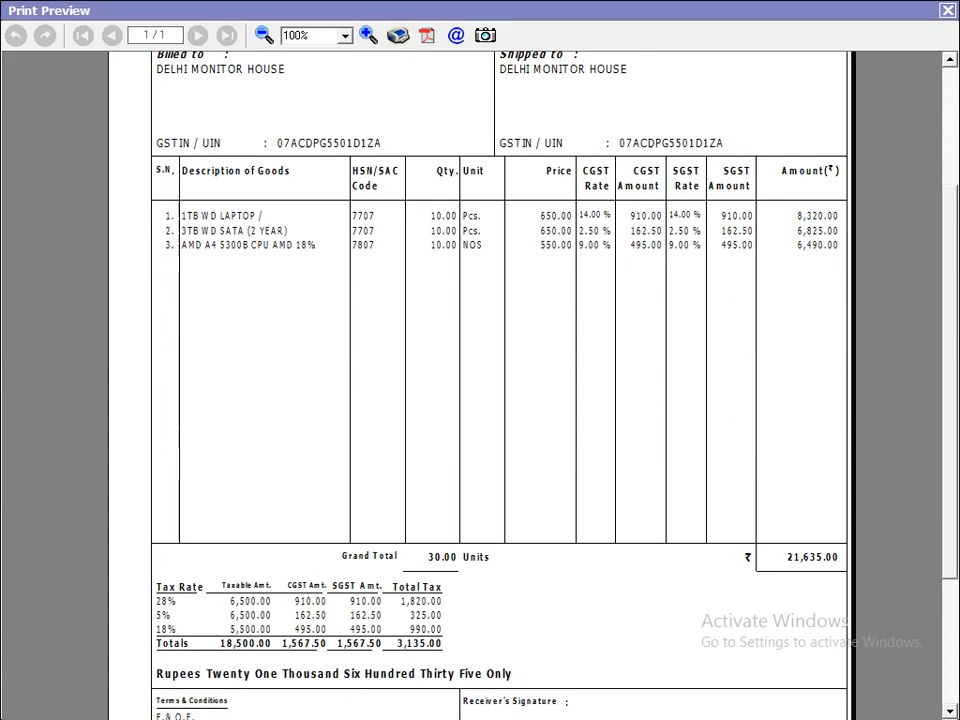 Print Preview
1 / 1
100%
Billed to :
DELHI MONITOR HOUSE
GSTIN / UIN : 07ACDPG5501D1ZA
Shipped to :
DELHI MONITOR HOUSE
GSTIN / UIN : 07ACDPG5501D1ZA
S.N. Description of Goods HSN/SAC Code Qty. Unit Price CGST Rate CGST Amount SGST Rate SGST Amount Amount(₹)
1. 1TB WD LAPTOP / 7707 10.00 Pcs. 650.00 14.00 % 910.00 14.00 % 910.00 8,320.00
2. 3TB WD SATA (2 YEAR) 7707 10.00 Pcs. 650.00 2.50 % 162.50 2.50 % 162.50 6,825.00
3. AMD A4 5300B CPU AMD 18% 7807 10.00 NOS 550.00 9.00 % 495.00 9.00 % 495.00 6,490.00
Grand Total 30.00 Units ₹ 21,635.00
Tax Rate Taxable Amt. CGST Amt. SGST Amt. Total Tax
28% 6,500.00 910.00 910.00 1,820.00
5% 6,500.00 162.50 162.50 325.00
18% 5,500.00 495.00 495.00 990.00
Totals 18,500.00 1,567.50 1,567.50 3,135.00
Activate Windows
Go to Settings to activate Windows.
Rupees Twenty One Thousand Six Hundred Thirty Five Only
Terms & Conditions
E.& O.E.
Receiver's Signature :